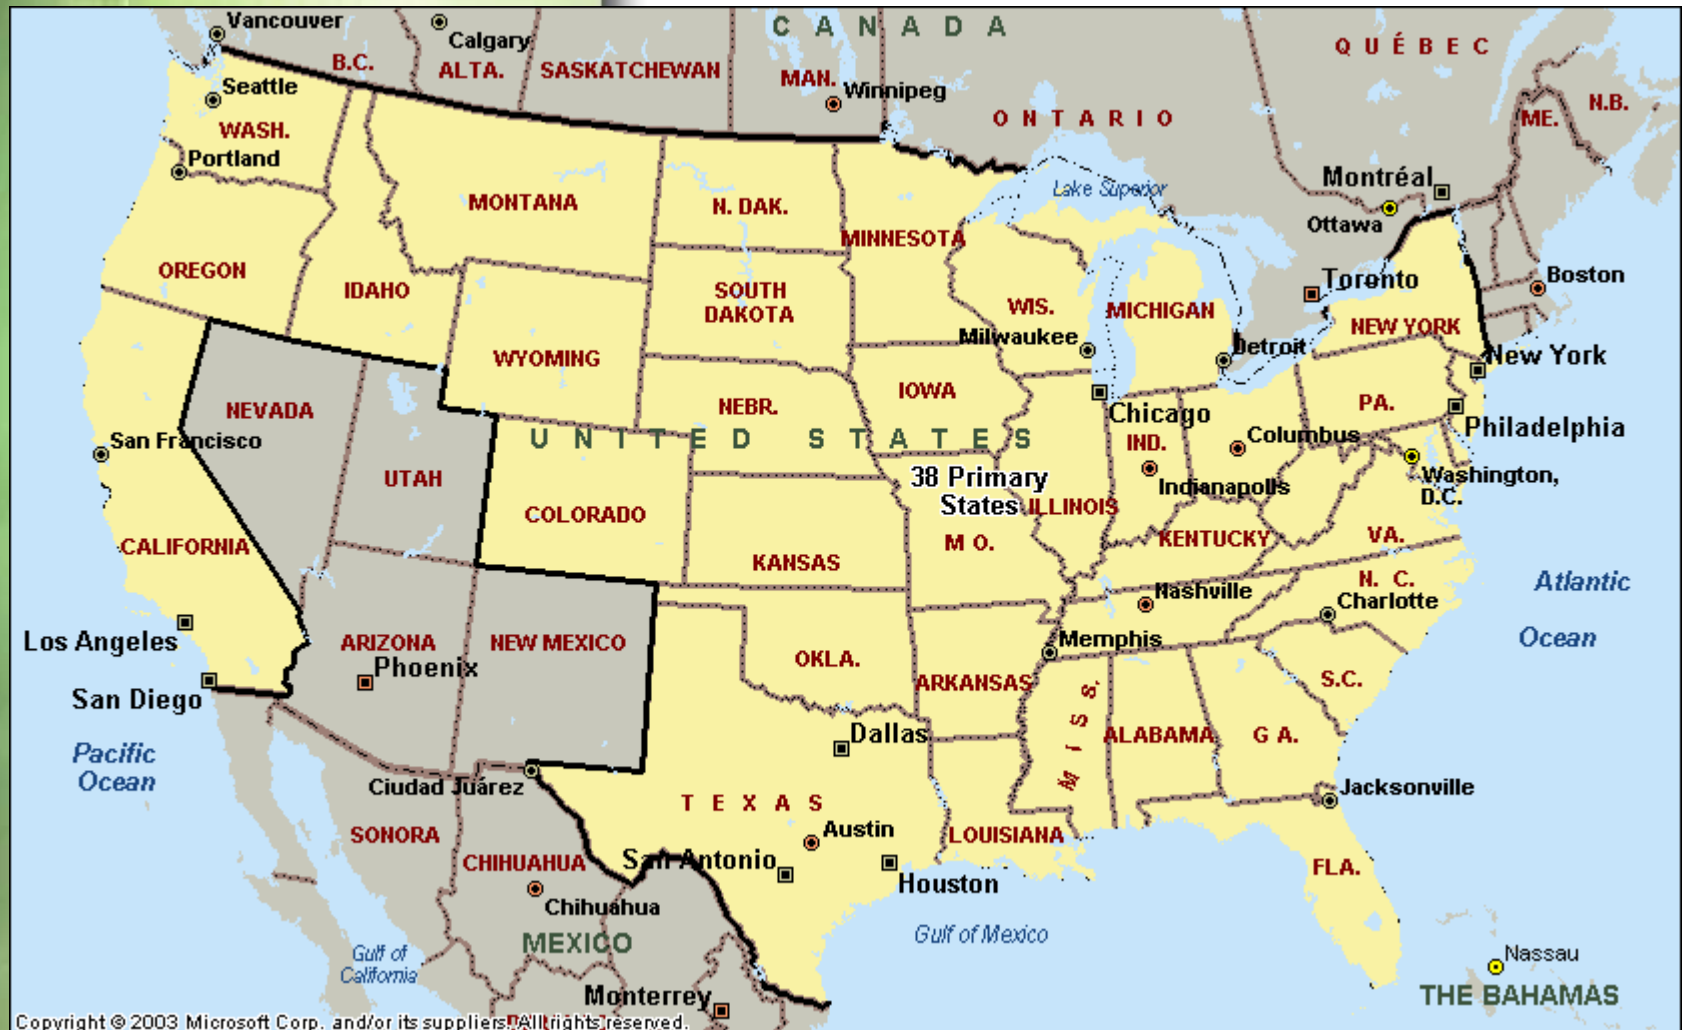 CANADA
Vancouver
Calgary
QUÉBEC
B.C.
ALTA.
SASKATCHEWAN
MAN.
Winnipeg
Seattle
N.B.
ME.
ONTARIO
WASH.
Portland
Montréal
Lake Superior
MONTANA
N. DAK.
Ottawa
MINNESOTA
OREGON
IDAHO
SOUTH
DAKOTA
WIS.
MICHIGAN
Toronto
Boston
NEW YORK
Milwaukee
Detroit
WYOMING
New York
IOWA
NEBR.
PA.
NEVADA
Chicago
Philadelphia
San Francisco
UNITED STATES
IND.
Columbus
UTAH
38 Primary
States
Indianapolis
Washington,
D.C.
ILLINOIS
COLORADO
CALIFORNIA
M O.
KENTUCKY
VA.
KANSAS
N. C.
Atlantic
Ocean
Nashville
Charlotte
Los Angeles
ARIZONA
NEW MEXICO
Memphis
OKLA.
Phoenix
ARKANSAS
S.C.
San Diego
MISS.
ALABAMA
G A.
Dallas
Pacific
Ocean
Ciudad Juárez
Jacksonville
TEXAS
SONORA
Austin
LOUISIANA
CHIHUAHUA
San Antonio
Houston
FLA.
Chihuahua
MEXICO
Gulf of Mexico
Gulf of
California
Nassau
Monterrey
THE BAHAMAS
Copyright © 2003 Microsoft Corp. and/or its suppliers. All rights reserved.